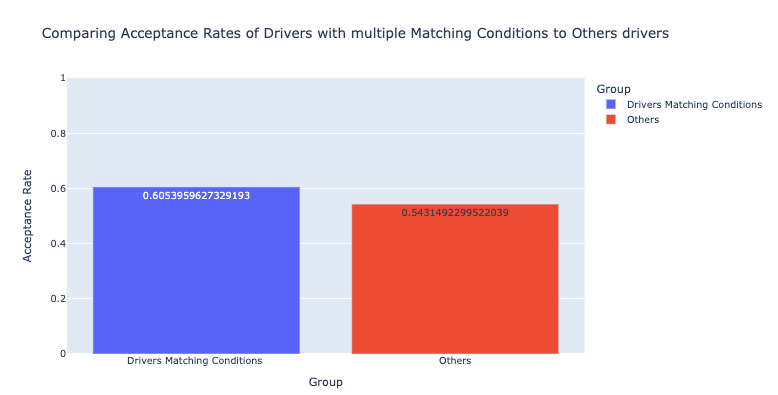 Comparing Acceptance Rates of Drivers with multiple Matching Conditions to Others drivers
Group
Drivers Matching Conditions
Others
1
0.8
0.6
0.4
0.2
0
Acceptance Rate
0.6053959627329193
0.5431492299522039
Drivers Matching Conditions
Others
Group